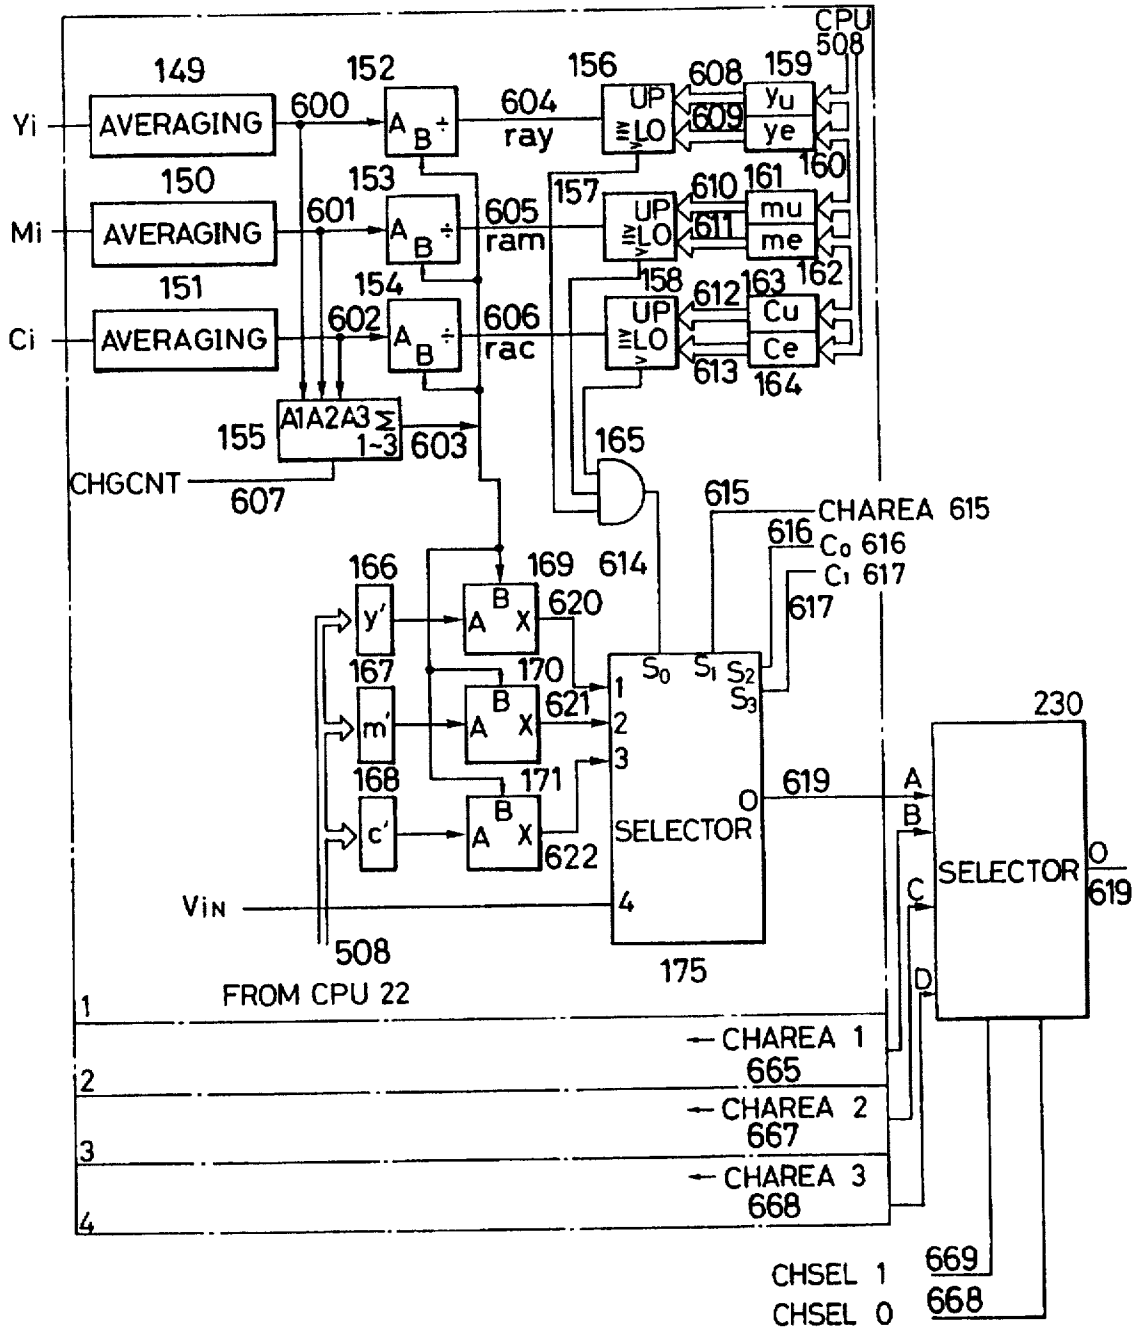 CPU
508
149
152
156
608
159
600
604
UP
yu
Yi
AVERAGING
A
B
÷
ray
≧LO
609
ye
160
150
153
157
610
161
601
605
UP
mu
Mi
AVERAGING
A
B
÷
ram
≧LO
611
me
162
151
154
158
612
163
602
606
UP
Cu
Ci
AVERAGING
A
B
÷
rac
≧LO
613
Ce
164
155
A1A2A3 Σ
1~3
603
165
CHGCNT
607
615
CHAREA 615
616
C0 616
C1 617
617
614
166
169
B
620
y'
A
X
S0
S1
S2
S3
167
170
B
621
1
m'
A
X
2
230
168
171
3
B
c'
A
X
622
O
619
A
SELECTOR
B
SELECTOR
O
619
C
VIN
4
508
175
D
FROM CPU 22
1
CHAREA 1
665
2
CHAREA 2
667
3
CHAREA 3
668
4
CHSEL 1
669
CHSEL 0
668